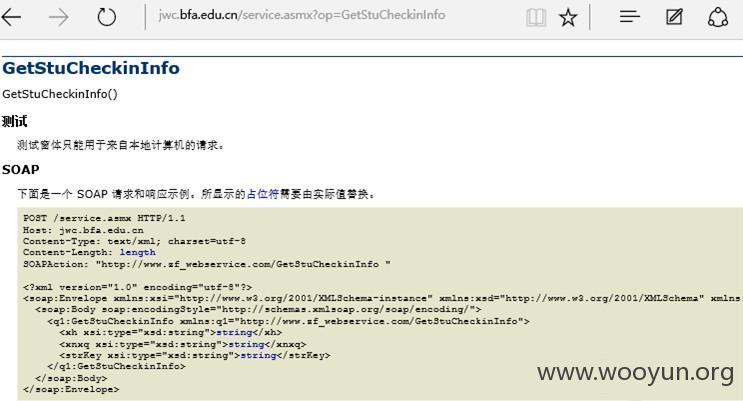 jwc.bfa.edu.cn/service.asmx?op=GetStuCheckinInfo
GetStuCheckinInfo
GetStuCheckinInfo()
测试
测试窗体只能用于来自本地计算机的请求。
SOAP
下面是一个 SOAP 请求和响应示例。所显示的占位符需要由实际值替换。
POST /service.asmx HTTP/1.1
Host: jwc.bfa.edu.cn
Content-Type: text/xml; charset=utf-8
Content-Length: length
SOAPAction: "http://www.zf_webservice.com/GetStuCheckinInfo "
<?xml version="1.0" encoding="utf-8"?>
<soap:Envelope xmlns:xsi="http://www.w3.org/2001/XMLSchema-instance" xmlns:xsd="http://www.w3.org/2001/XMLSchema" xmlns:
<soap:Body soap:encodingStyle="http://schemas.xmlsoap.org/soap/encoding/">
<q1:GetStuCheckinInfo xmlns:q1="http://www.zf_webservice.com/GetStuCheckinInfo">
<xh xsi:type="xsd:string">string</xh>
<xnxq xsi:type="xsd:string">string</xnxq>
<strKey xsi:type="xsd:string">string</strKey>
</q1:GetStuCheckinInfo>
</soap:Body>
</soap:Envelope>
www.wooyun.org